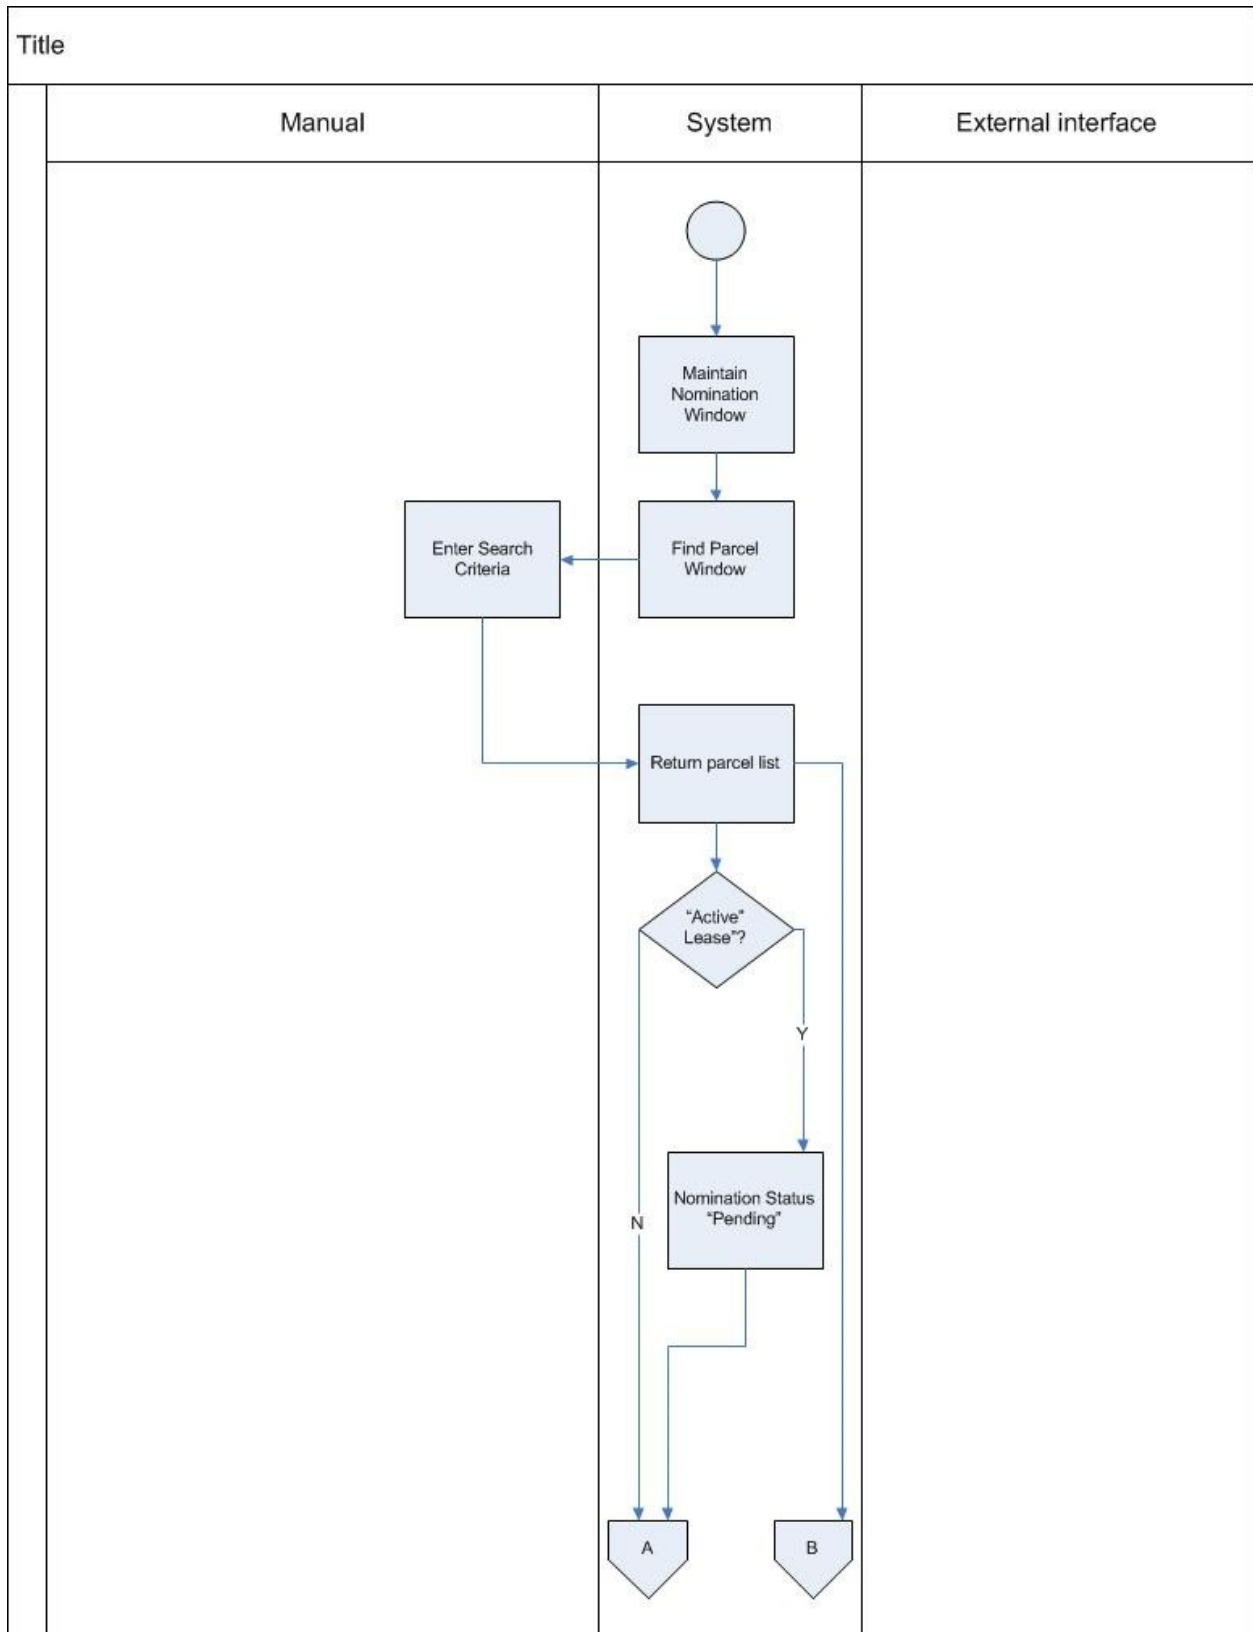 Title
Manual
System
External interface
Maintain
Nomination
Window
Enter Search
Criteria
Find Parcel
Window
Return parcel list
“Active”
Lease”?
Y
Nomination Status
“Pending”
N
A
B